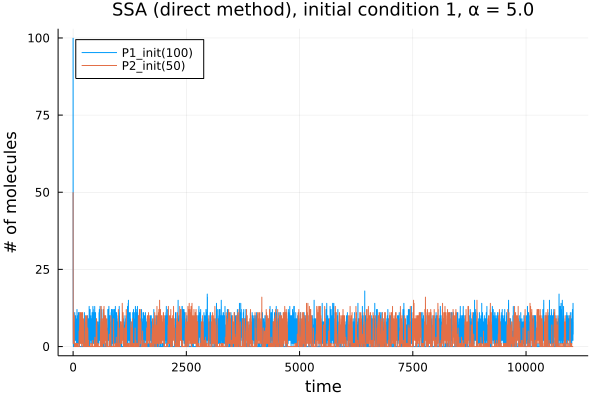 SSA (direct method), initial condition 1, α = 5.0
100
P1_init(100)
P2_init(50)
75
50
25
0
# of molecules
0 2500 5000 7500 10000
time